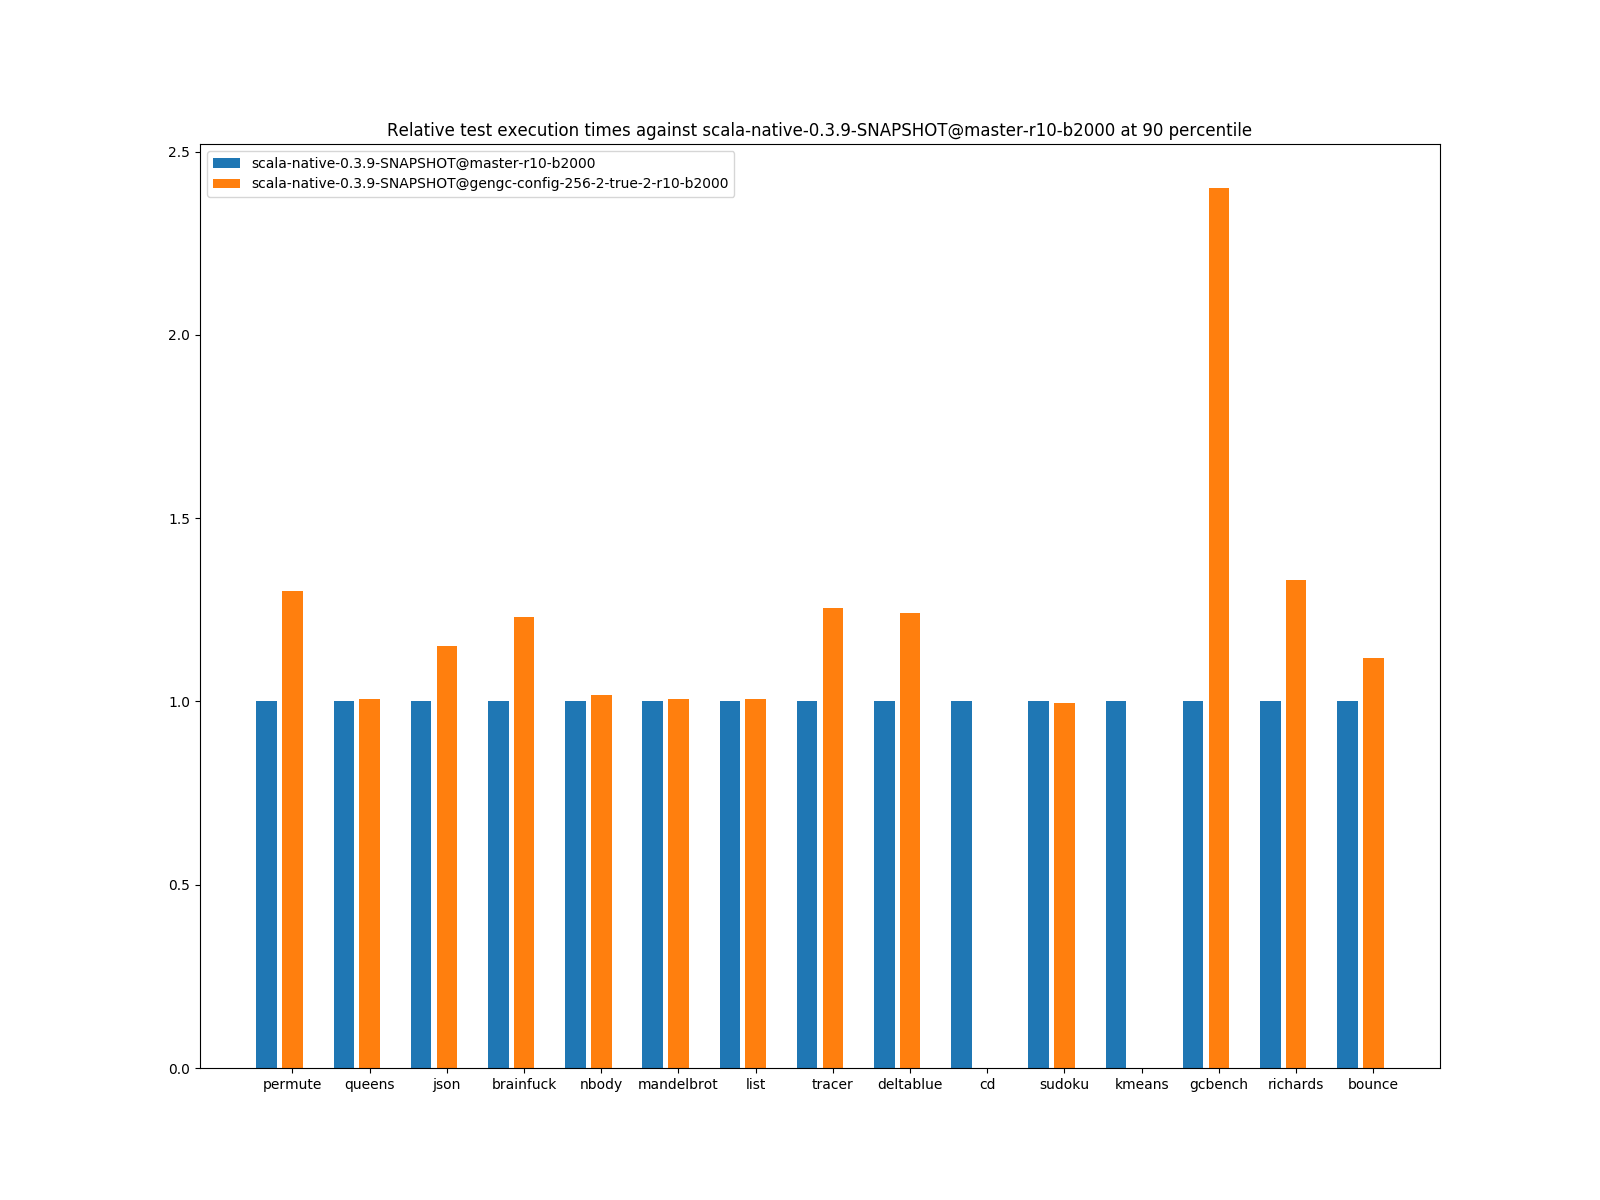 Relative test execution times against scala-native-0.3.9-SNAPSHOT@master-r10-b2000 at 90 percentile
scala-native-0.3.9-SNAPSHOT@master-r10-b2000
scala-native-0.3.9-SNAPSHOT@gengc-config-256-2-true-2-r10-b2000
2.5
2.0
1.5
1.0
0.5
0.0
permute queens json brainfuck nbody mandelbrot list tracer deltablue cd sudoku kmeans gcbench richards bounce